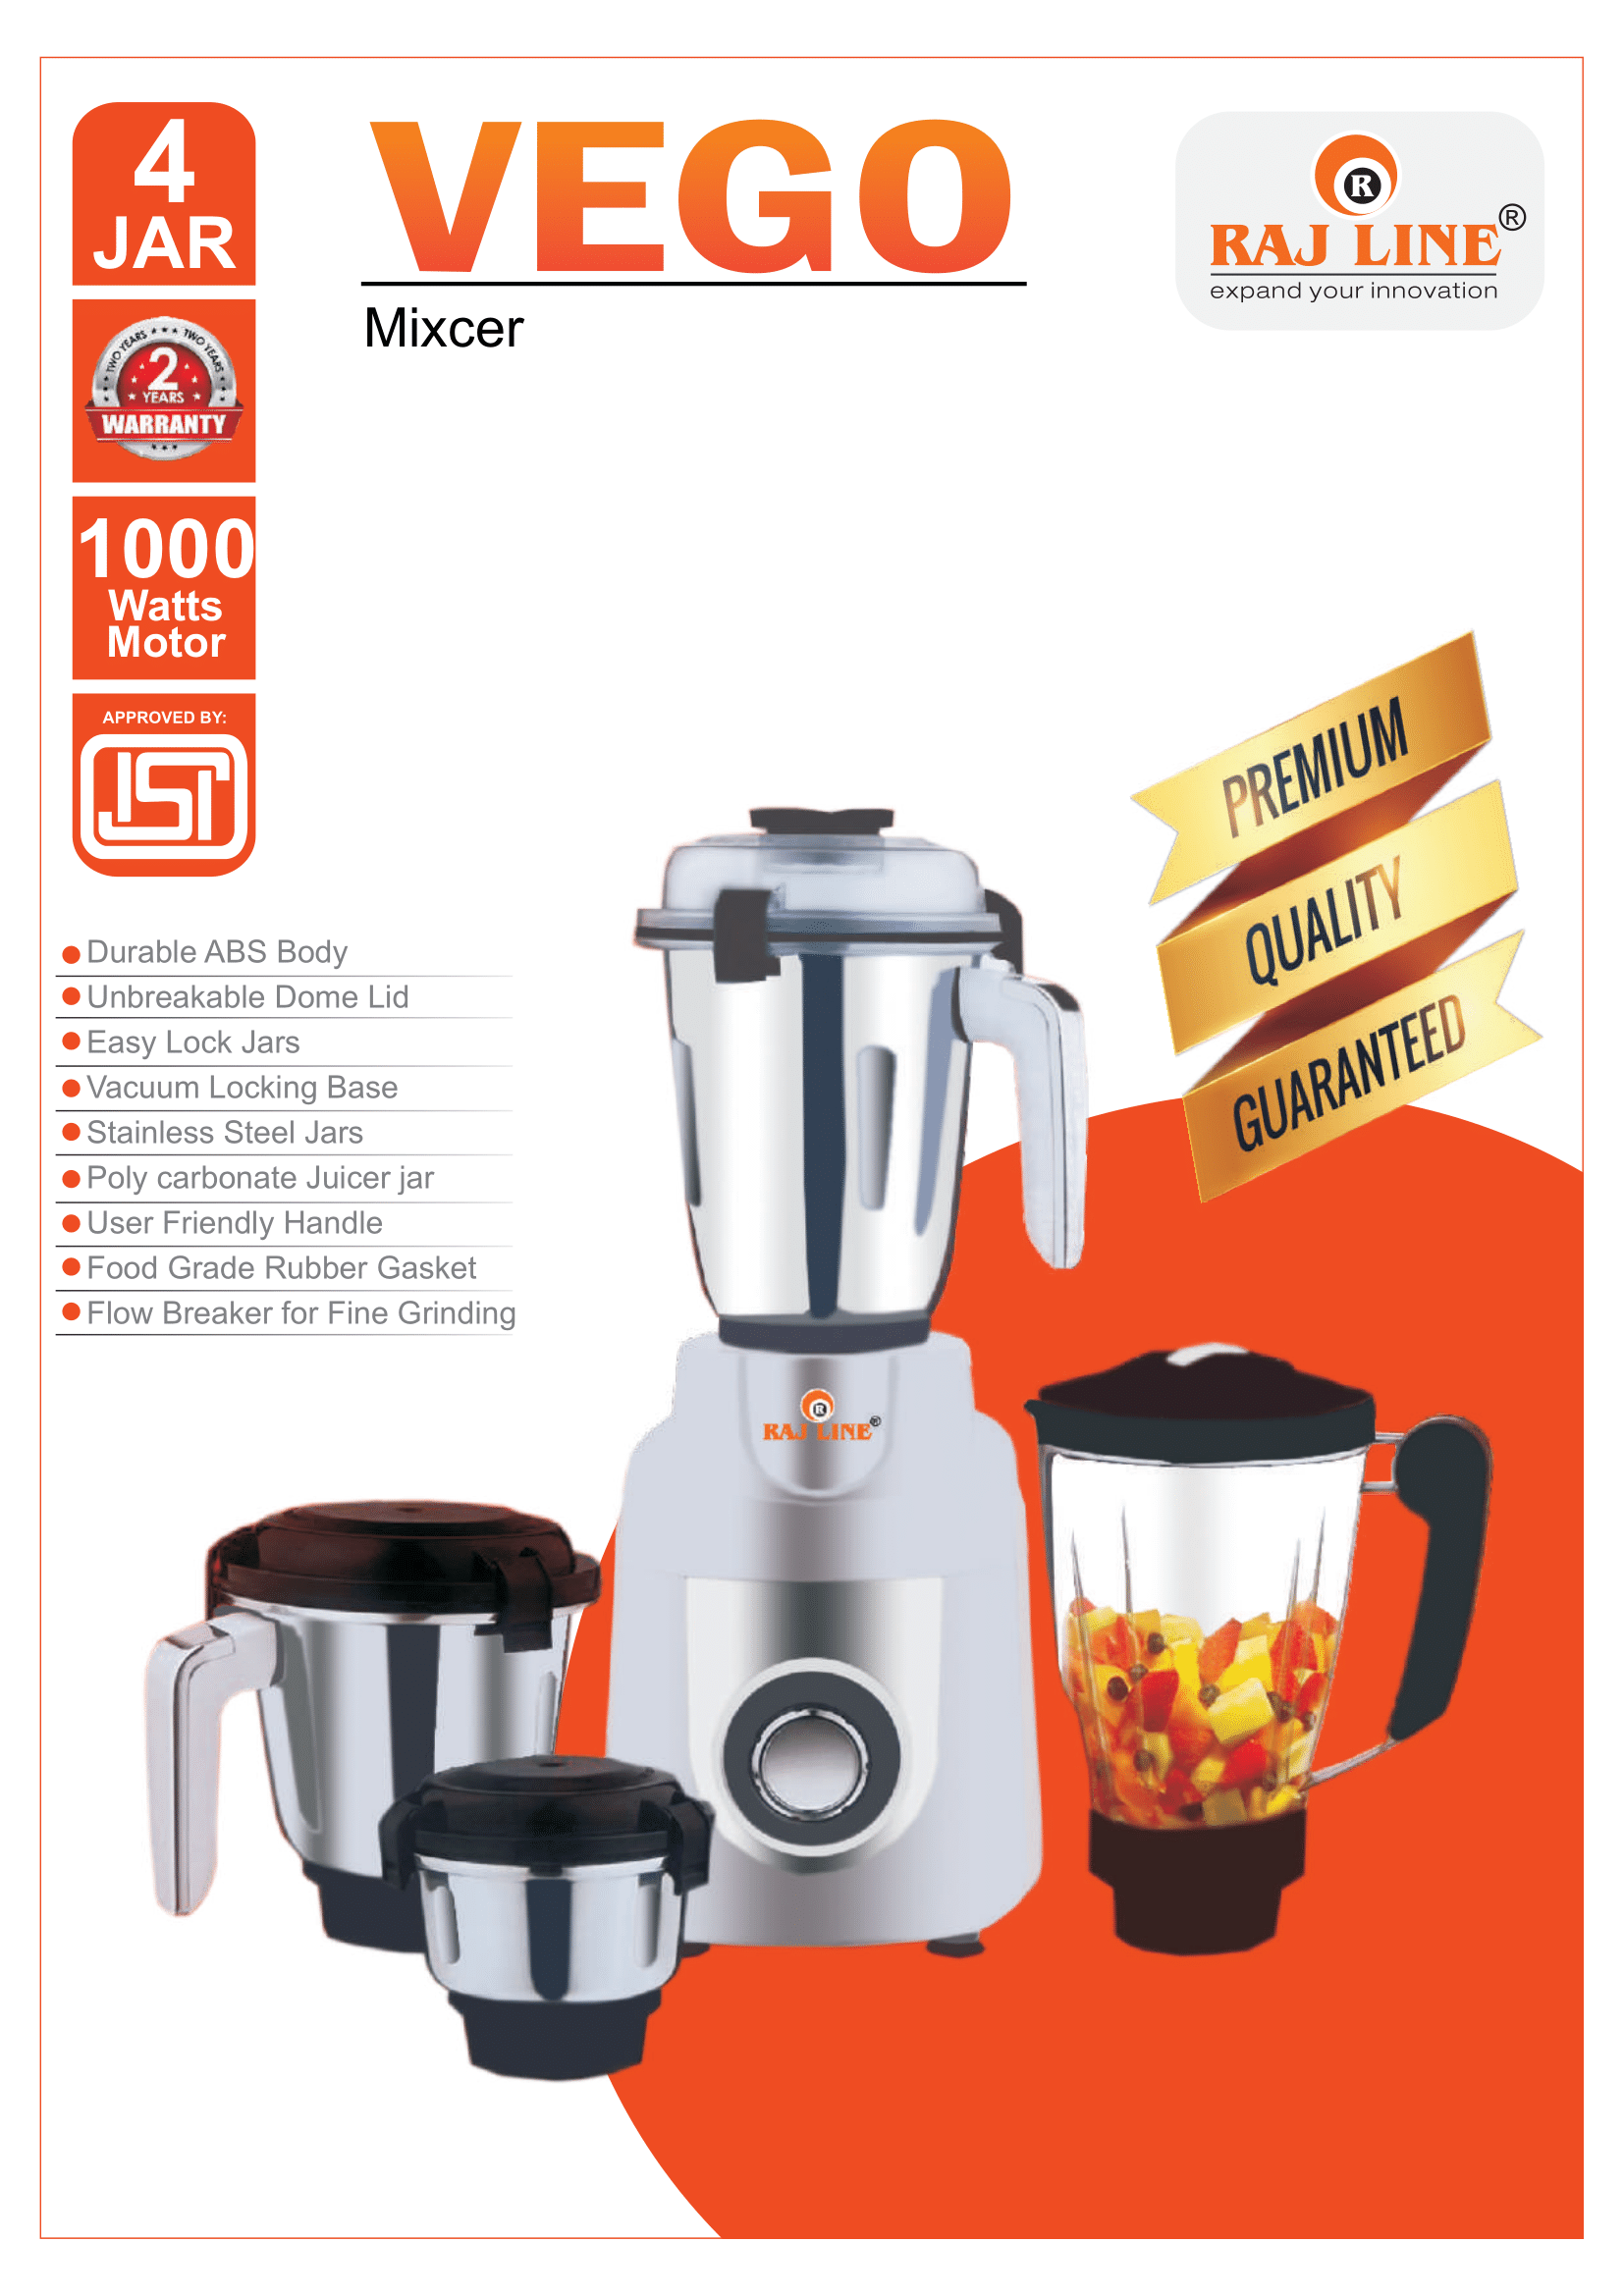 4
JAR
VEGO
Mixcer
R
RAJ LINE®
expand your innovation
TWO YEARS ★★★ TWO YEARS
2
YEARS
WARRANTY
1000
Watts
Motor
APPROVED BY:
ISI
PREMIUM
QUALITY
GUARANTEED
Durable ABS Body
Unbreakable Dome Lid
Easy Lock Jars
Vacuum Locking Base
Stainless Steel Jars
Poly carbonate Juicer jar
User Friendly Handle
Food Grade Rubber Gasket
Flow Breaker for Fine Grinding
R
RAJ LINE®